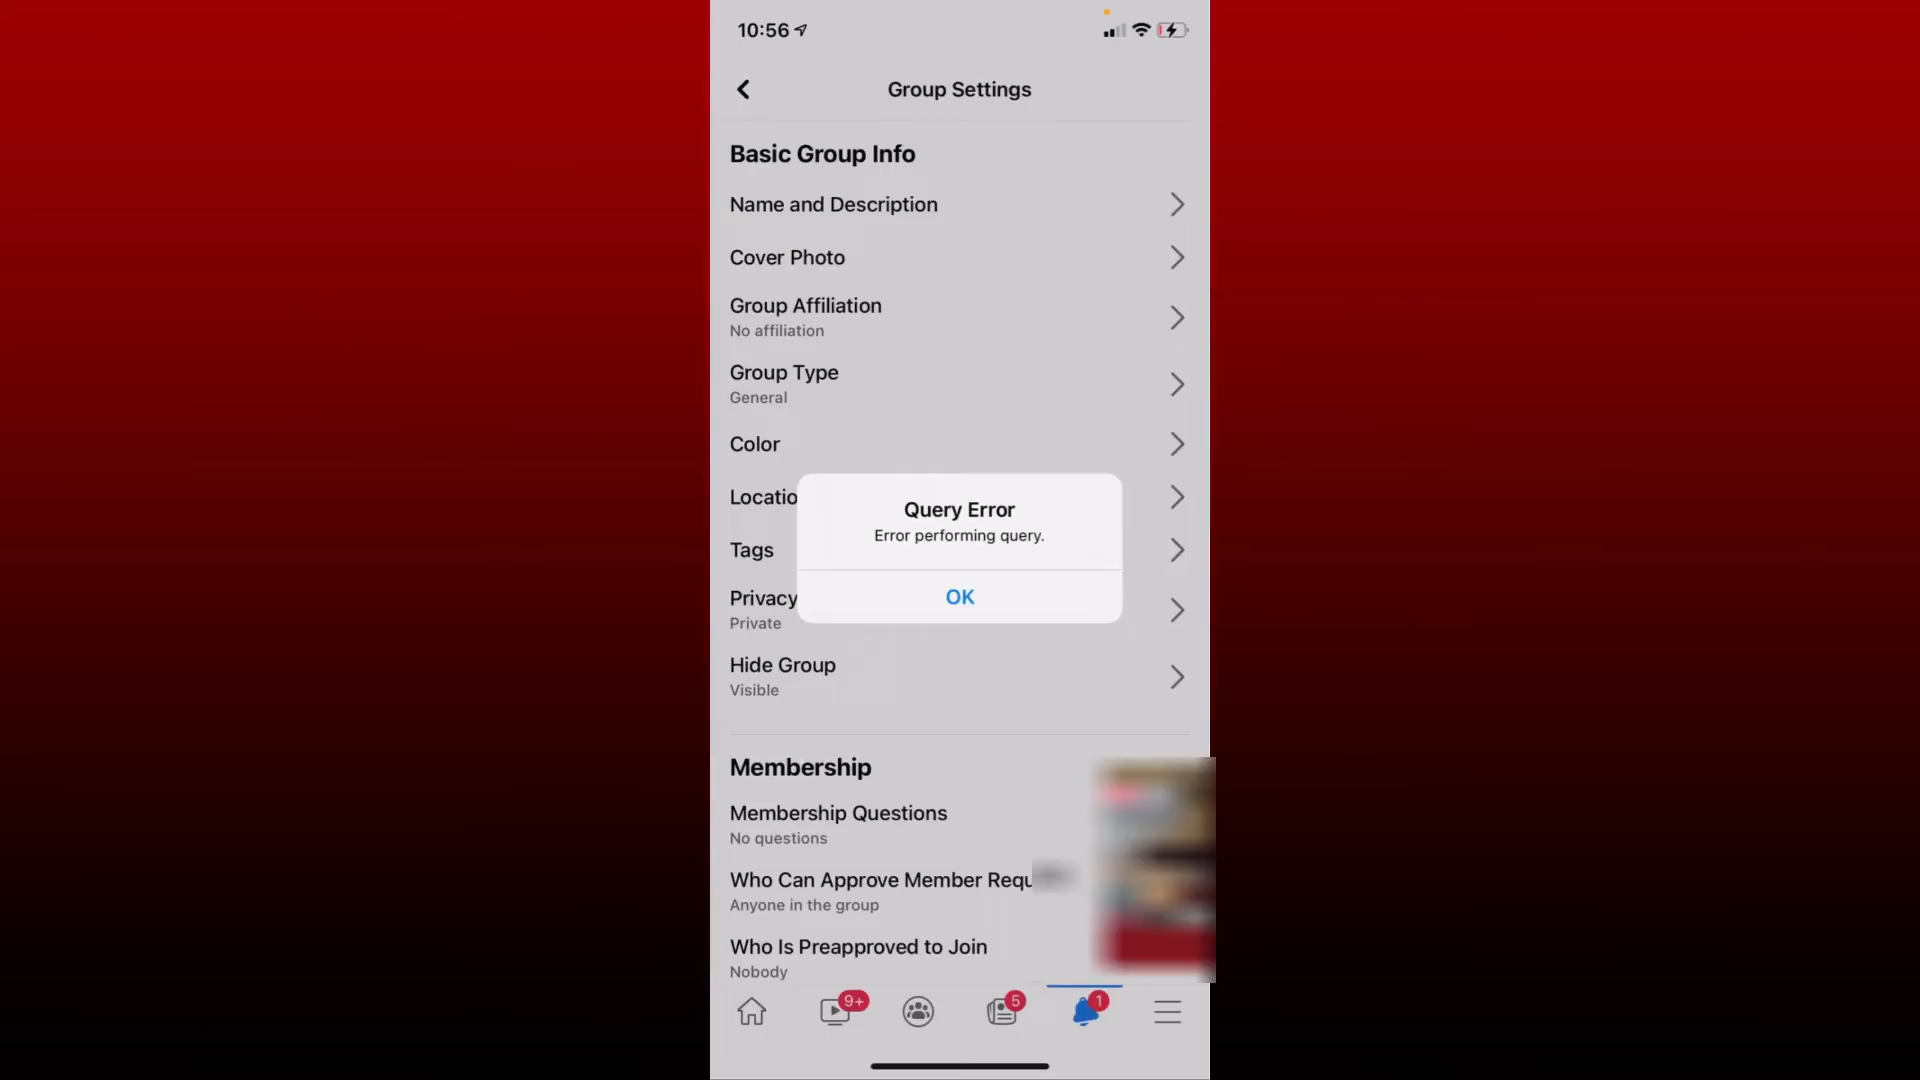 10:56
Group Settings
Basic Group Info
Name and Description
Cover Photo
Group Affiliation
No affiliation
Group Type
General
Color
Locatio
Query Error
Error performing query.
Tags
OK
Privacy
Private
Hide Group
Visible
Membership
Membership Questions
No questions
Who Can Approve Member Requ
Anyone in the group
Who Is Preapproved to Join
Nobody
9+
5
1